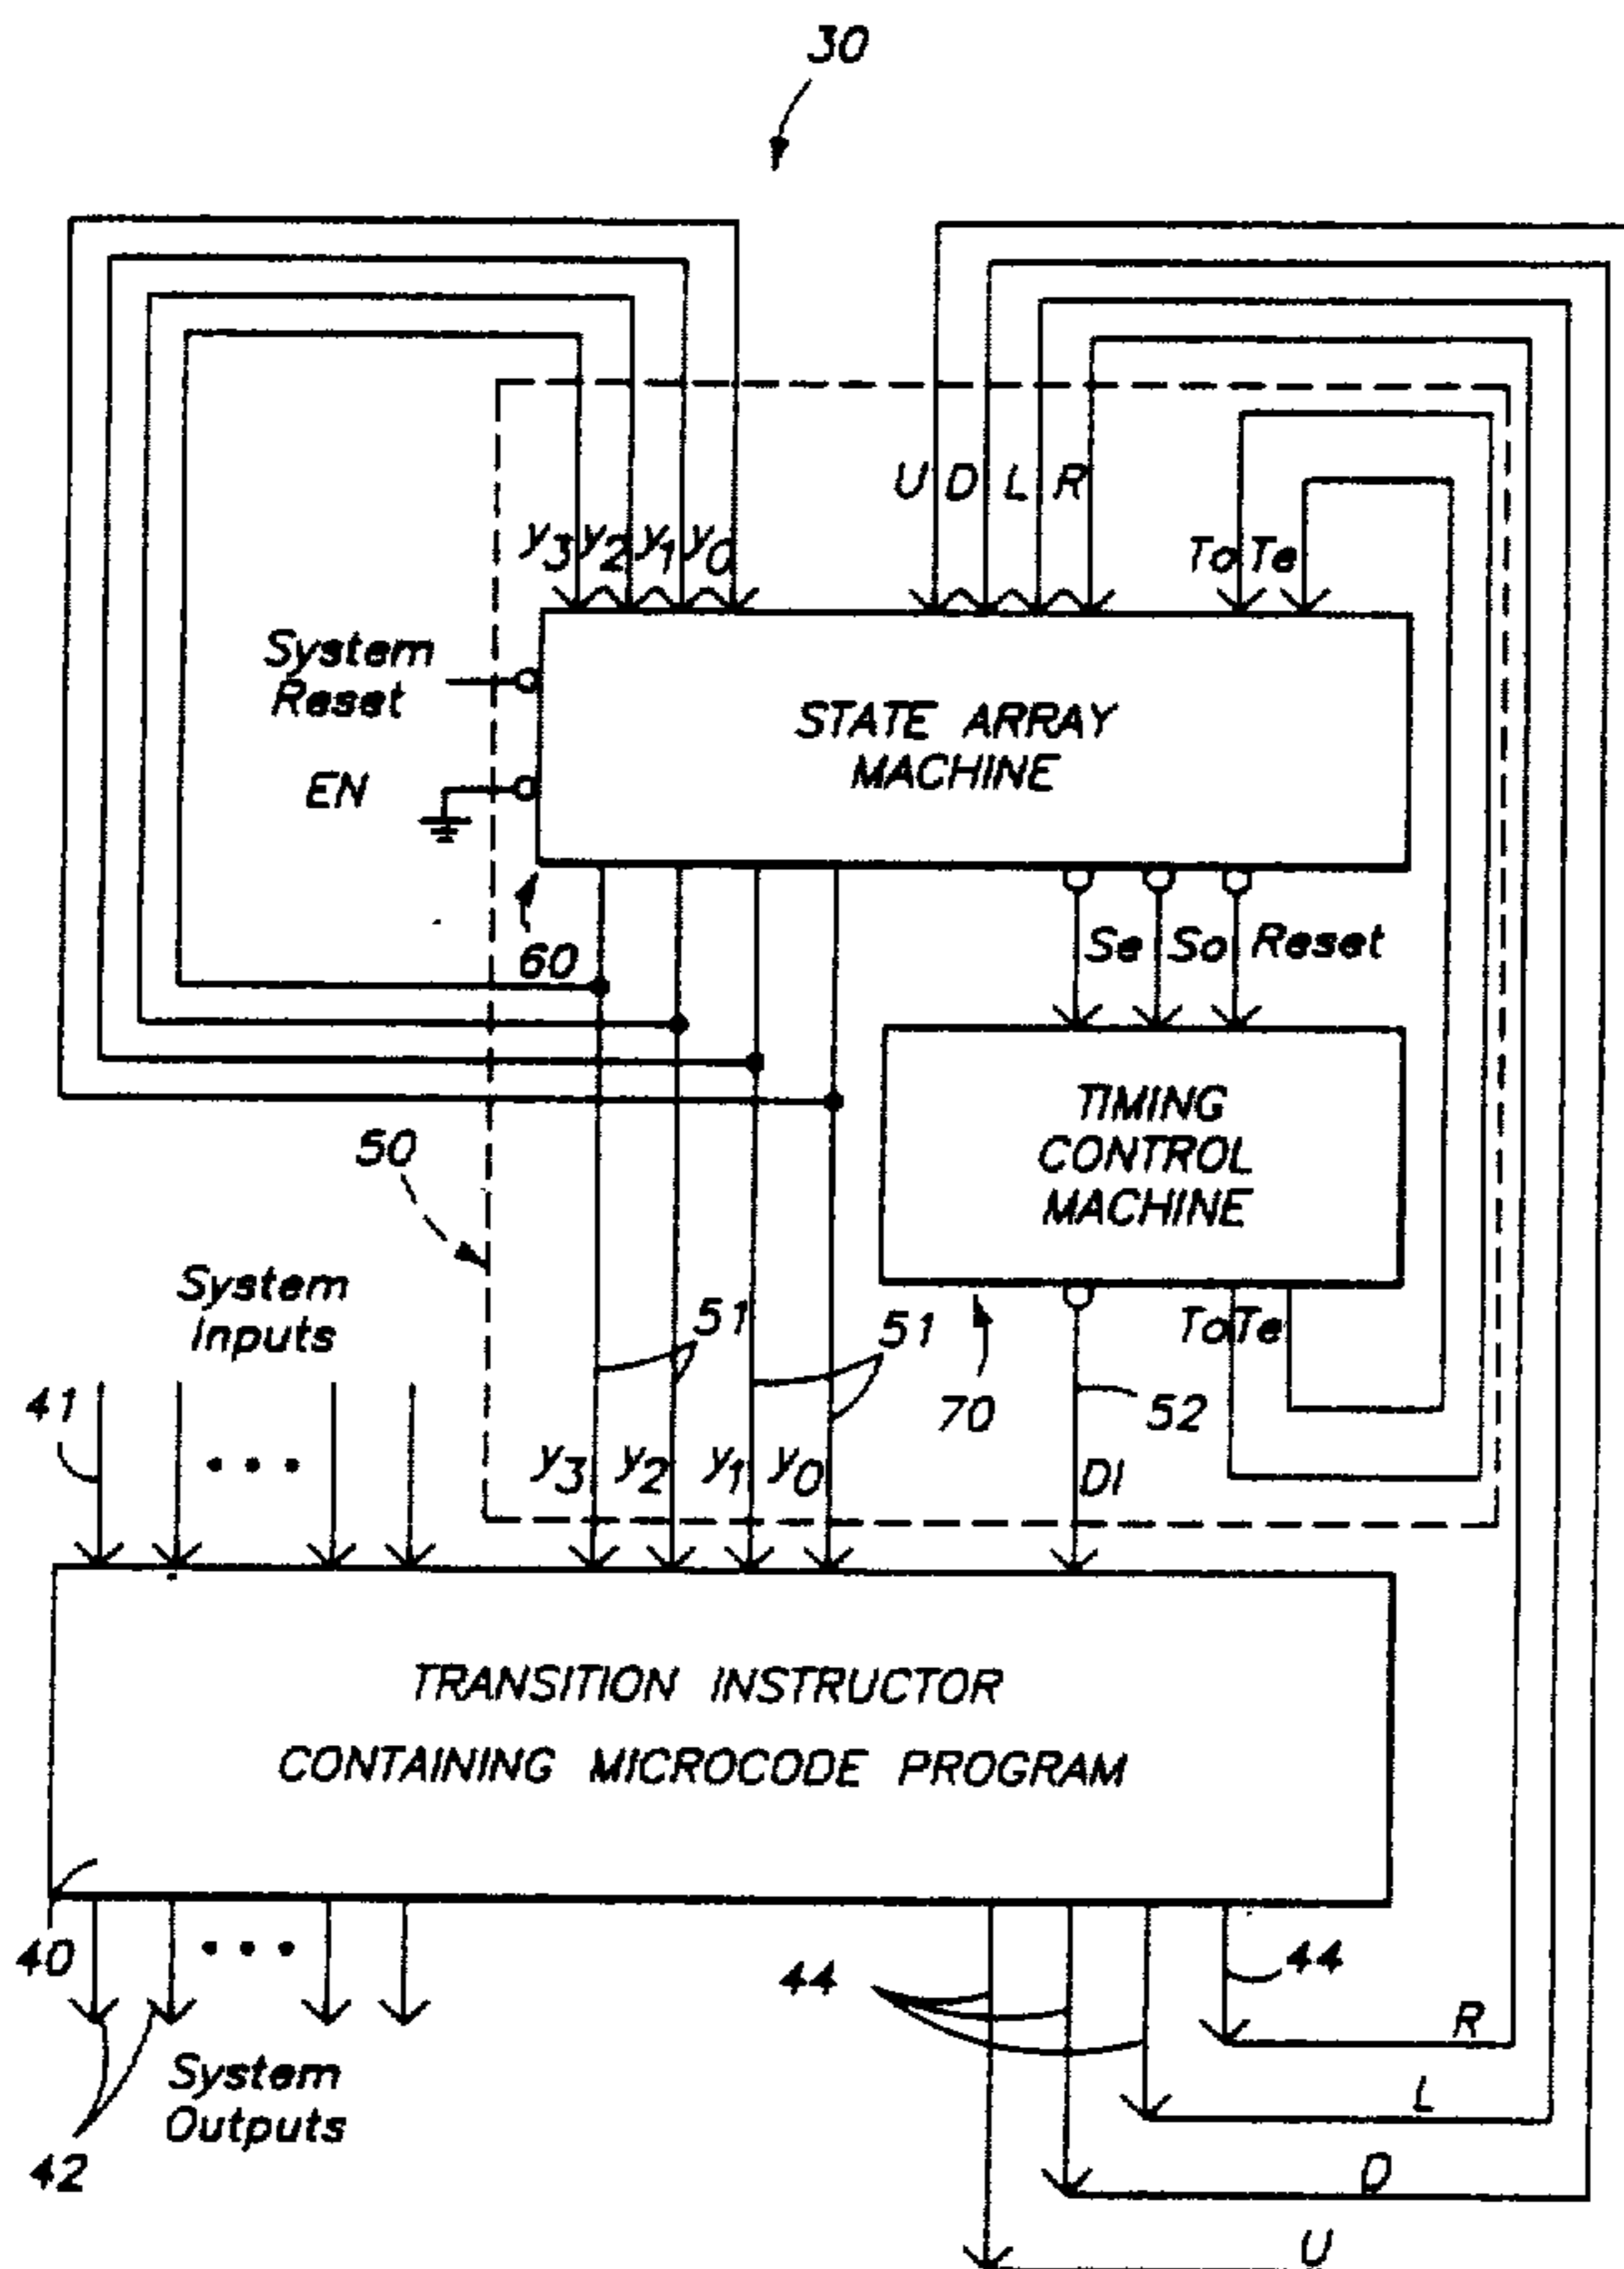 30
U D L R
y3 y2 y1 y0
To Te
System
Reset
STATE ARRAY
MACHINE
EN
60
Se So Reset
TIMING
CONTROL
MACHINE
50
System
Inputs
51
51
To Te
41
70
52
y3 y2 y1 y0
DI
TRANSITION INSTRUCTOR
CONTAINING MICROCODE PROGRAM
40
44
44
R
System
Outputs
L
42
D
U